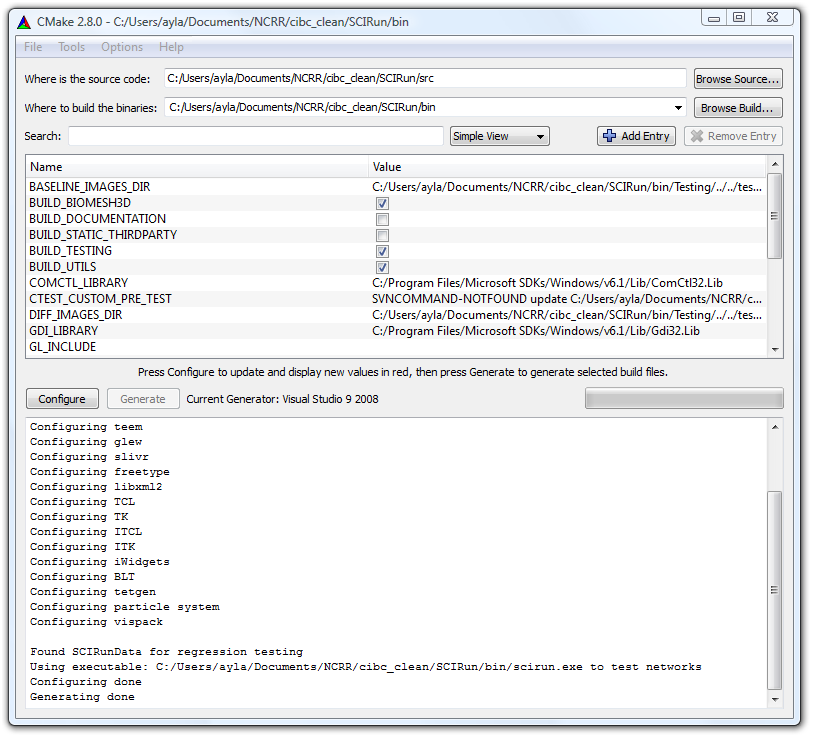 CMake 2.8.0 - C:/Users/ayla/Documents/NCRR/cibc_clean/SCIRun/bin
File Tools Options Help
Where is the source code: C:/Users/ayla/Documents/NCRR/cibc_clean/SCIRun/src Browse Source...
Where to build the binaries: C:/Users/ayla/Documents/NCRR/cibc_clean/SCIRun/bin Browse Build...
Search: Simple View Add Entry Remove Entry
Name Value
BASELINE_IMAGES_DIR C:/Users/ayla/Documents/NCRR/cibc_clean/SCIRun/bin/Testing/../../tes...
BUILD_BIOMESH3D
BUILD_DOCUMENTATION
BUILD_STATIC_THIRDPARTY
BUILD_TESTING
BUILD_UTILS
COMCTL_LIBRARY C:/Program Files/Microsoft SDKs/Windows/v6.1/Lib/ComCtl32.Lib
CTEST_CUSTOM_PRE_TEST SVNCOMMAND-NOTFOUND update C:/Users/ayla/Documents/NCRR/c...
DIFF_IMAGES_DIR C:/Users/ayla/Documents/NCRR/cibc_clean/SCIRun/bin/Testing/../../tes...
GDI_LIBRARY C:/Program Files/Microsoft SDKs/Windows/v6.1/Lib/Gdi32.Lib
GL_INCLUDE
Press Configure to update and display new values in red, then press Generate to generate selected build files.
Configure Generate Current Generator: Visual Studio 9 2008
Configuring teem
Configuring glew
Configuring slivr
Configuring freetype
Configuring libxml2
Configuring TCL
Configuring TK
Configuring ITCL
Configuring ITK
Configuring iWidgets
Configuring BLT
Configuring tetgen
Configuring particle system
Configuring vispack
Found SCIRunData for regression testing
Using executable: C:/Users/ayla/Documents/NCRR/cibc_clean/SCIRun/bin/scirun.exe to test networks
Configuring done
Generating done